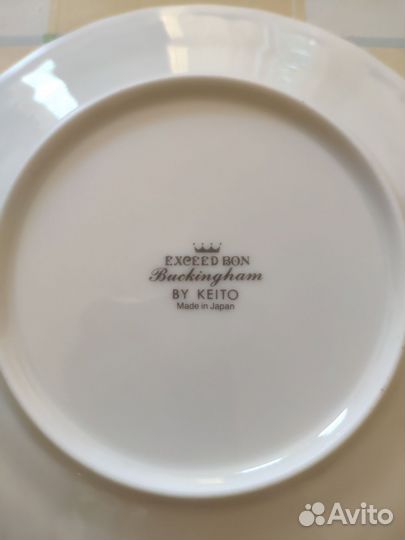 EXCEED BON
Buckingham
BY KEITO
Made in Japan
Avito